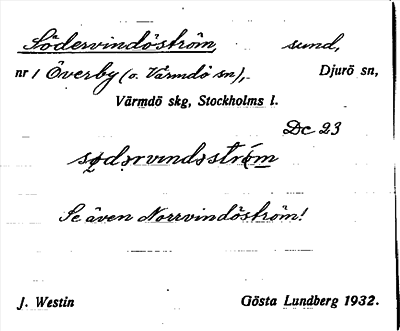 Södervindöström, sund,
nr 1 Överby (o. Värmdö sn), Djurö sn,
Värmdö skg, Stockholms l.
Dc 23
Se även Norrvindöström!
J. Westin Gösta Lundberg 1932.